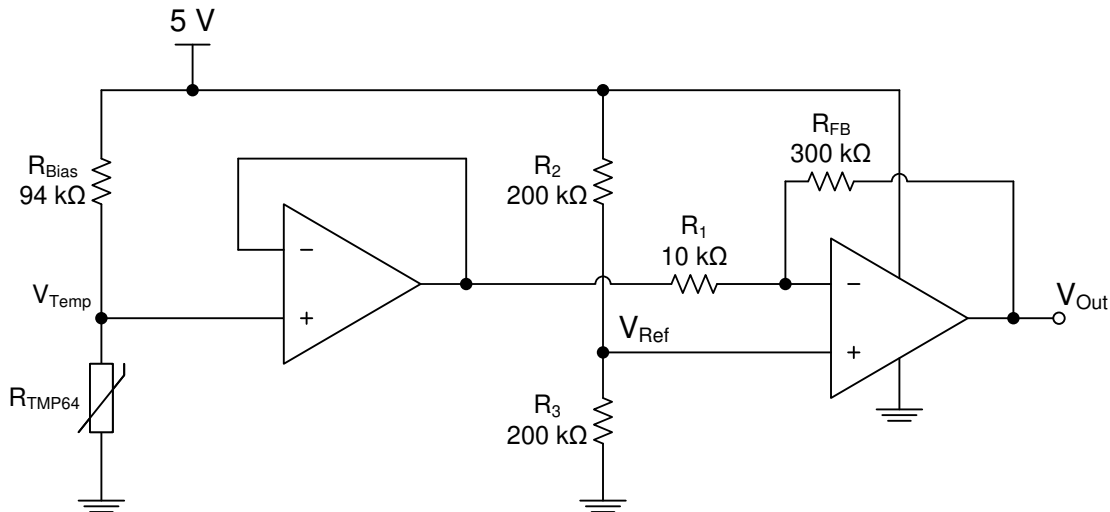 5 V
R_Bias
94 kΩ
V_Temp
R_TMP64
−
+
R_2
200 kΩ
R_1
10 kΩ
V_Ref
R_3
200 kΩ
R_FB
300 kΩ
−
+
V_Out